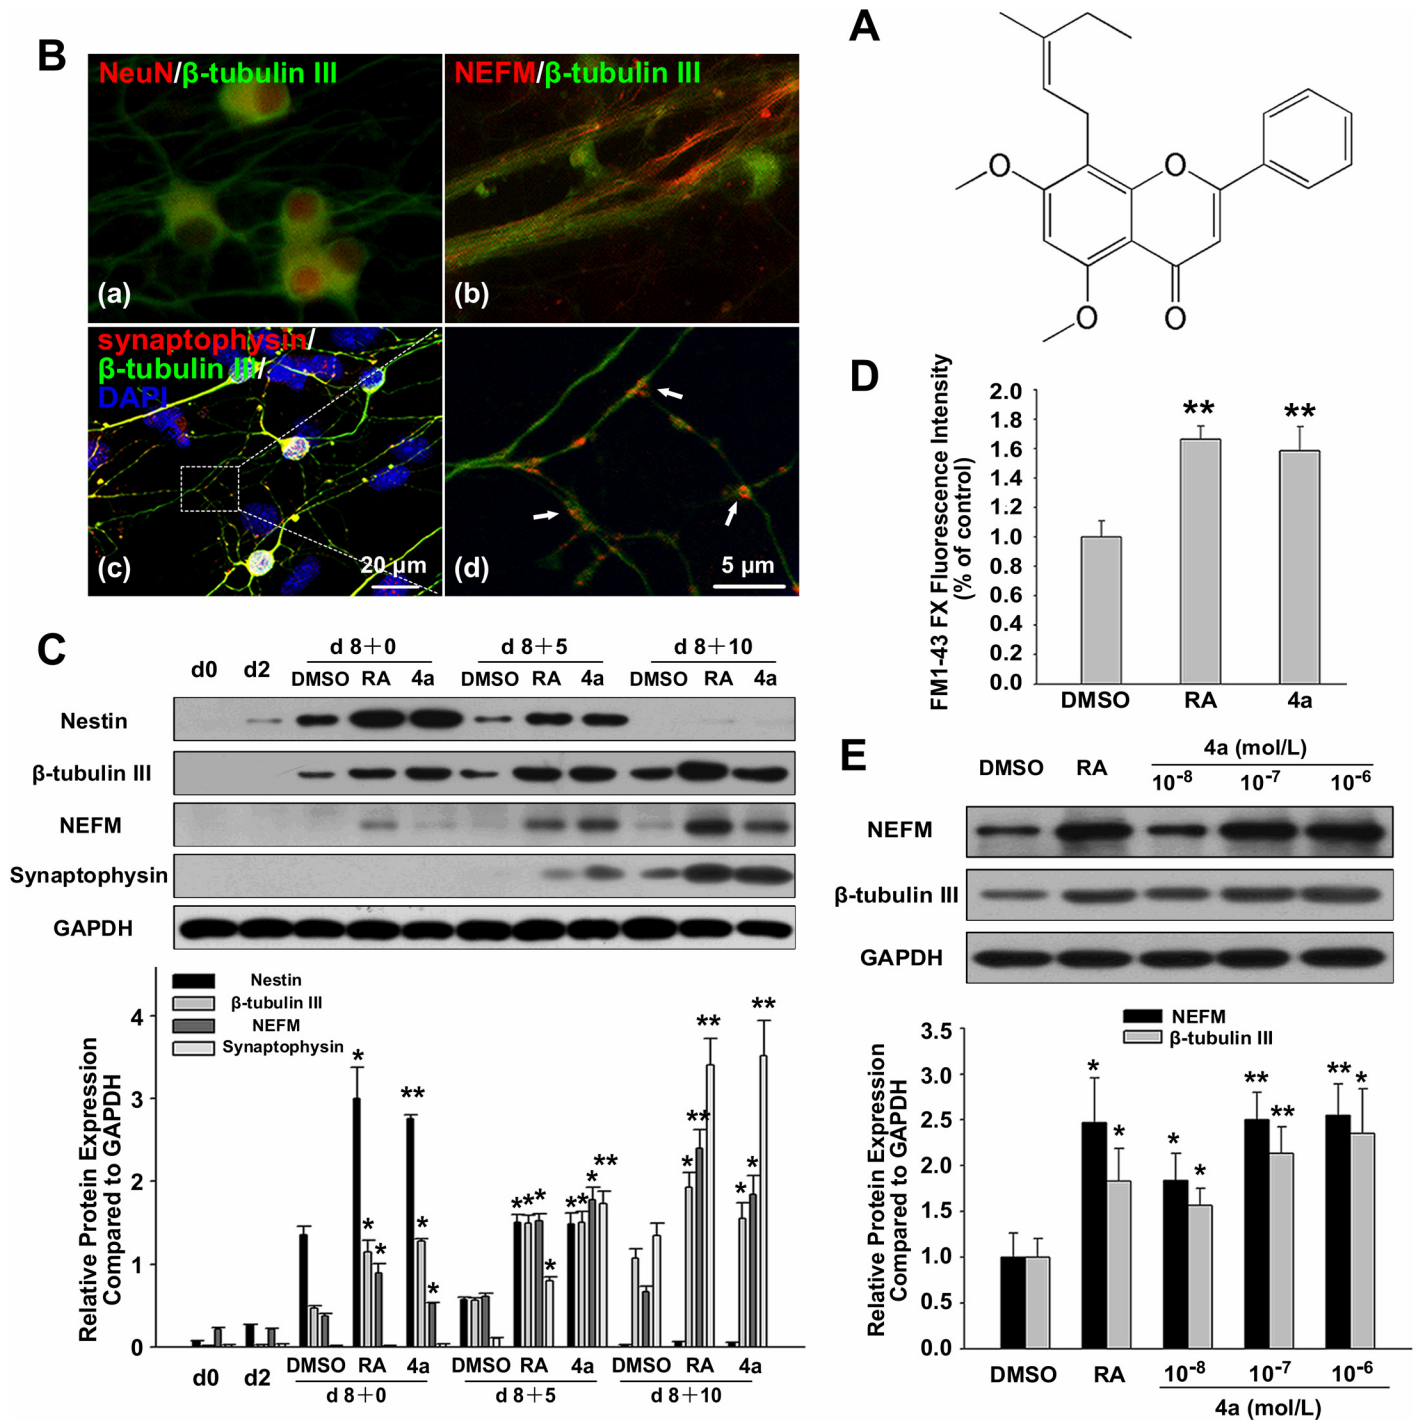 A
O
O
O
O
B
NeuN/β-tubulin III
(a)
NEFM/β-tubulin III
(b)
synaptophysin/
β-tubulin III/
DAPI
(c)
20 μm
(d)
5 μm
D
FM1-43 FX Fluorescence Intensity
(% of control)
2.0
1.8
1.6
1.4
1.2
1.0
0.8
0.6
0.4
0.2
0.0
**
**
DMSO RA 4a
C
d0 d2 d 8+0 d 8+5 d 8+10
DMSO RA 4a DMSO RA 4a DMSO RA 4a
Nestin
β-tubulin III
NEFM
Synaptophysin
GAPDH
Nestin
β-tubulin III
NEFM
Synaptophysin
Relative Protein Expression
Compared to GAPDH
4
3
2
1
0
* * * ** * * *** * ** * ** * ** ** * * **
d0 d2 DMSO RA 4a DMSO RA 4a DMSO RA 4a
d 8+0 d 8+5 d 8+10
E
4a (mol/L)
DMSO RA 10-8 10-7 10-6
NEFM
β-tubulin III
GAPDH
NEFM
β-tubulin III
Relative Protein Expression
Compared to GAPDH
3.5
3.0
2.5
2.0
1.5
1.0
0.5
0.0
* * * * ** ** ** *
DMSO RA 10-8 10-7 10-6
4a (mol/L)